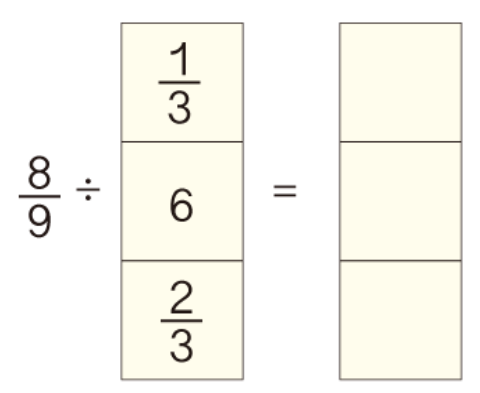 1/3
8/9 ÷ 6 =
2/3